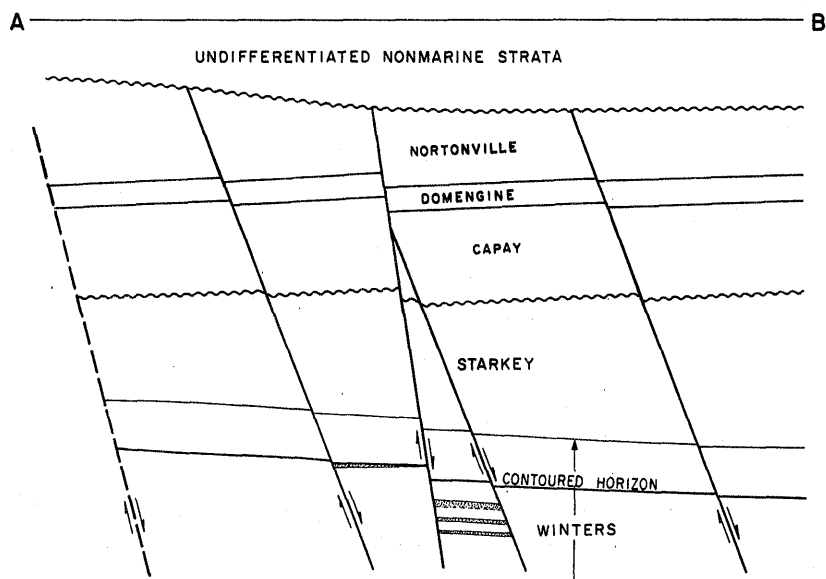 A B
UNDIFFERENTIATED NONMARINE STRATA
NORTONVILLE
DOMENGINE
CAPAY
STARKEY
CONTOURED HORIZON
WINTERS